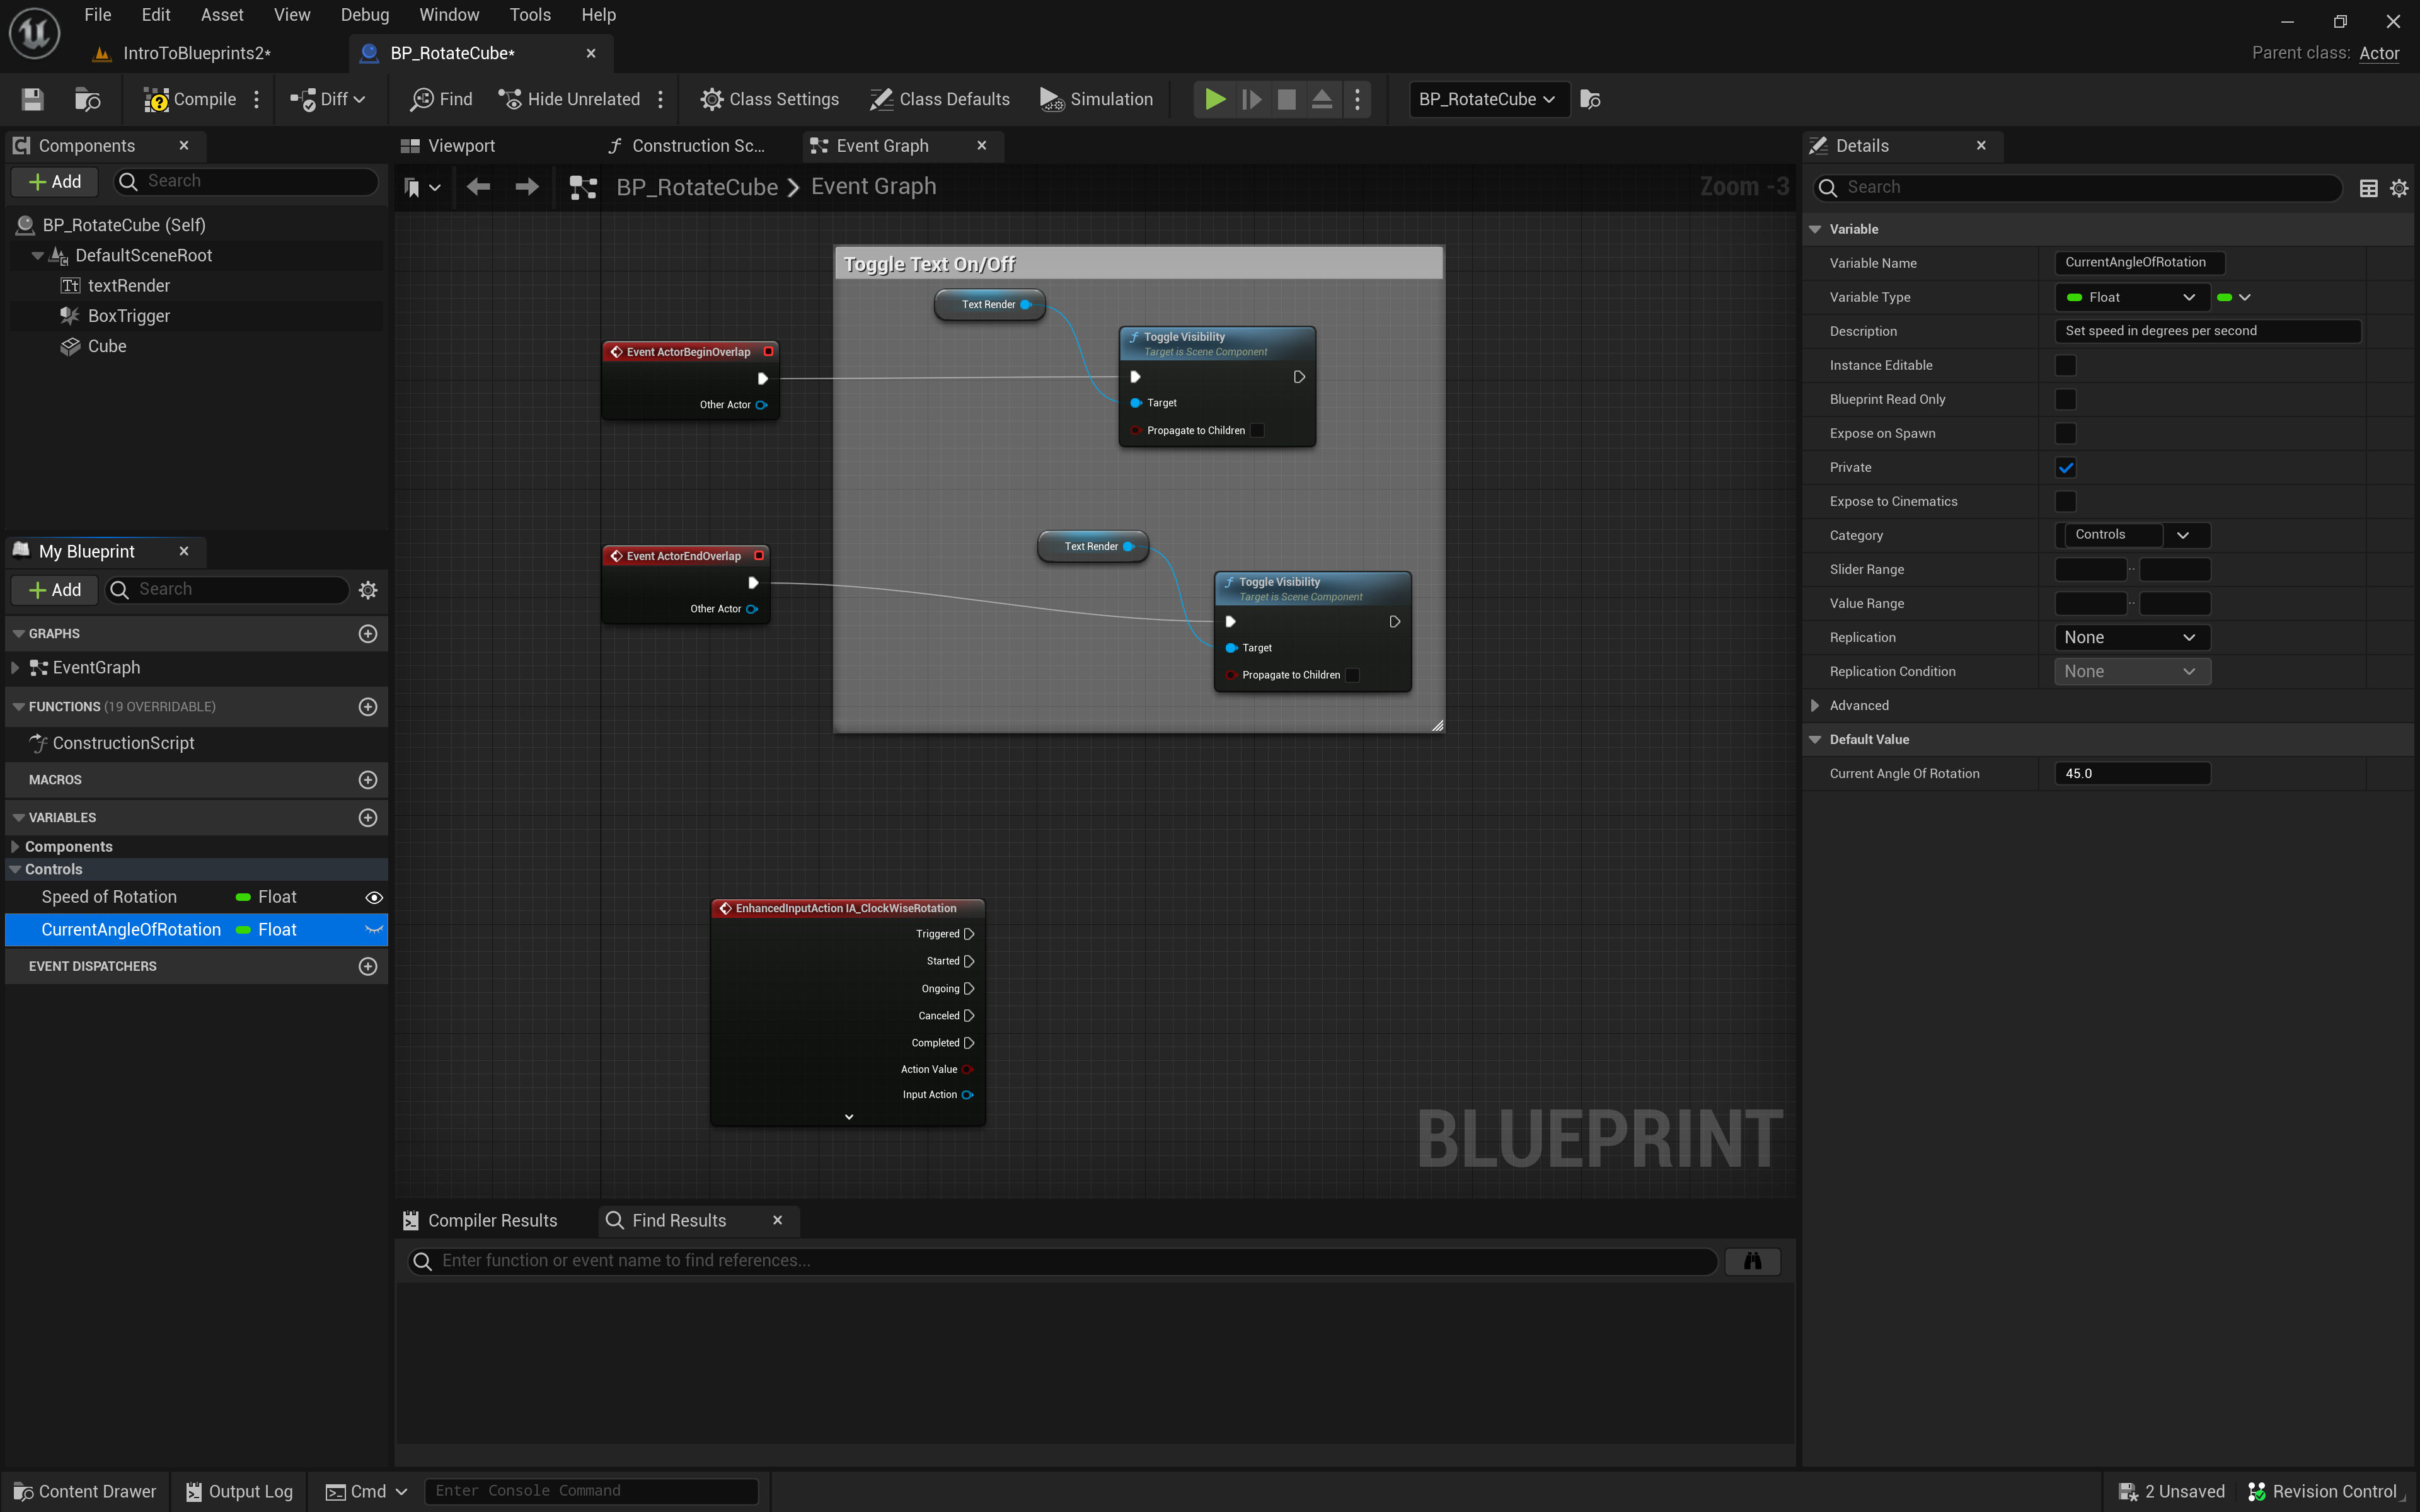 File Edit Asset View Debug Window Tools Help
IntroToBlueprints2*
BP_RotateCube*
Parent class: Actor
Compile
Diff
Find
Hide Unrelated
Class Settings
Class Defaults
Simulation
BP_RotateCube
Components
Add
Search
BP_RotateCube (Self)
DefaultSceneRoot
textRender
BoxTrigger
Cube
My Blueprint
Add
Search
GRAPHS
EventGraph
FUNCTIONS (19 OVERRIDABLE)
ConstructionScript
MACROS
VARIABLES
Components
Controls
Speed of Rotation Float
CurrentAngleOfRotation Float
EVENT DISPATCHERS
Viewport
Construction Sc...
Event Graph
BP_RotateCube > Event Graph
Zoom -3
Toggle Text On/Off
Text Render
Toggle Visibility
Target is Scene Component
Target
Propagate to Children
Event ActorBeginOverlap
Other Actor
Text Render
Event ActorEndOverlap
Other Actor
Toggle Visibility
Target is Scene Component
Target
Propagate to Children
EnhancedInputAction IA_ClockWiseRotation
Triggered
Started
Ongoing
Canceled
Completed
Action Value
Input Action
BLUEPRINT
Compiler Results
Find Results
Enter function or event name to find references...
Details
Search
Variable
Variable Name CurrentAngleOfRotation
Variable Type Float
Description Set speed in degrees per second
Instance Editable
Blueprint Read Only
Expose on Spawn
Private
Expose to Cinematics
Category Controls
Slider Range ..
Value Range ..
Replication None
Replication Condition None
Advanced
Default Value
Current Angle Of Rotation 45.0
Content Drawer
Output Log
Cmd
Enter Console Command
2 Unsaved
Revision Control